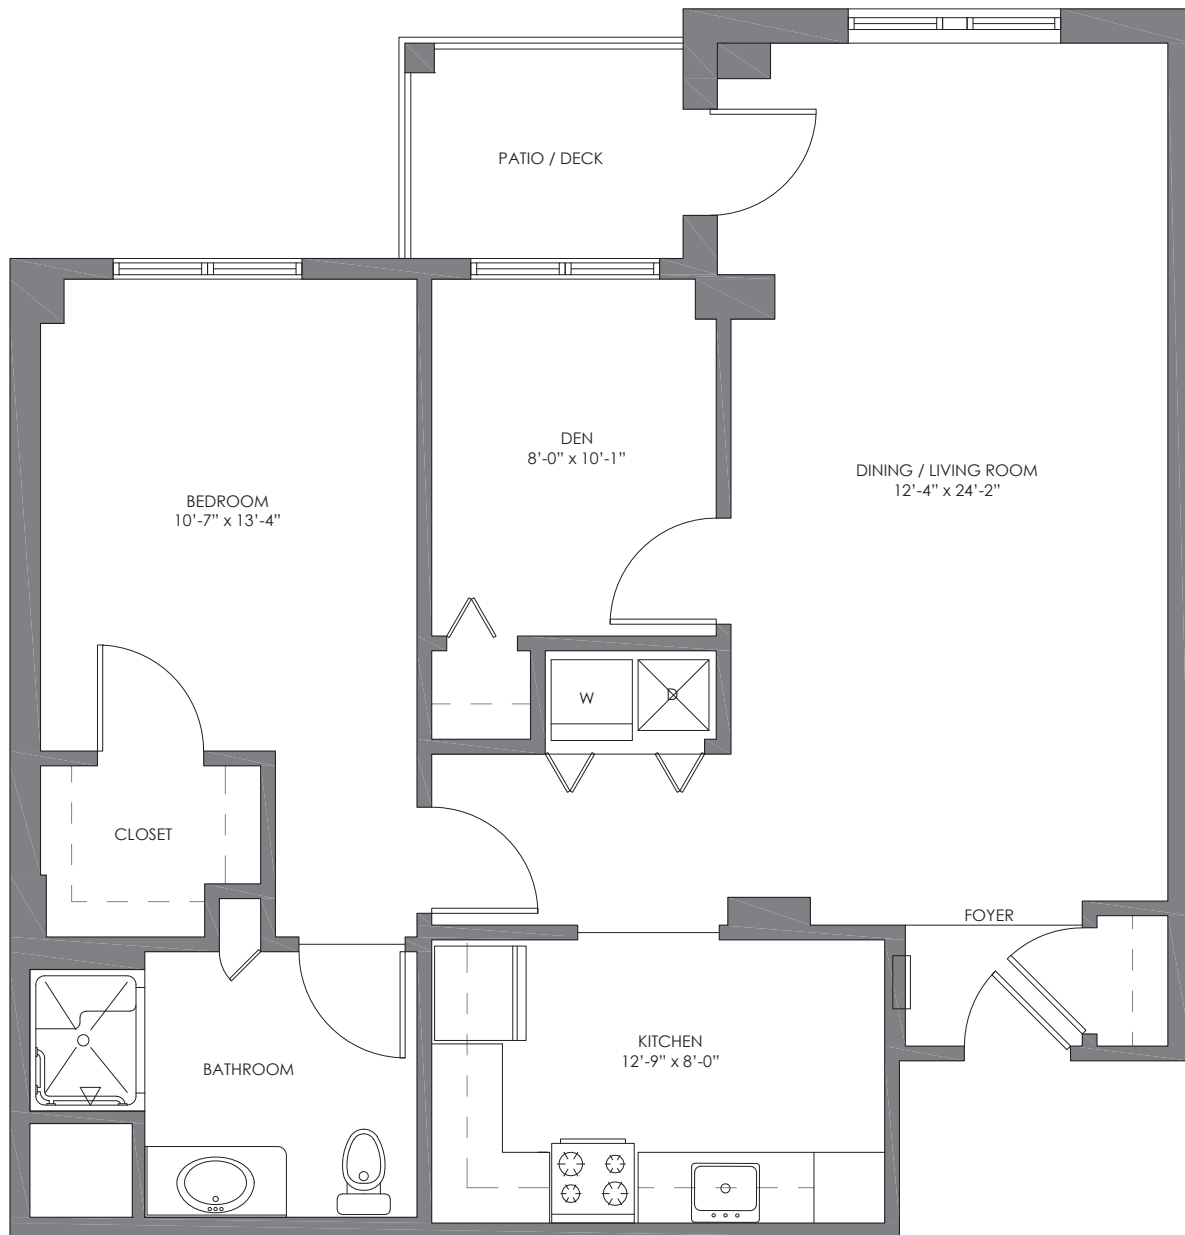 PATIO / DECK
DEN
8'-0" x 10'-1"
DINING / LIVING ROOM
12'-4" x 24'-2"
BEDROOM
10'-7" x 13'-4"
W
D
CLOSET
FOYER
KITCHEN
12'-9" x 8'-0"
BATHROOM